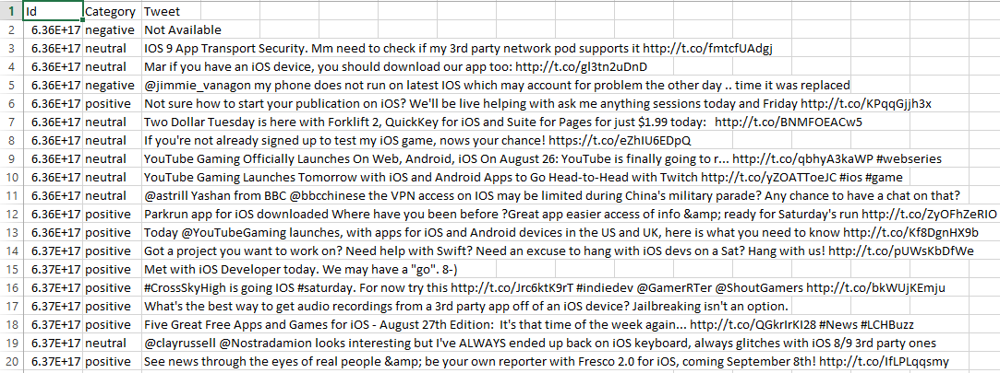 1 Id Category Tweet
2 6.36E+17 negative Not Available
3 6.36E+17 neutral IOS 9 App Transport Security. Mm need to check if my 3rd party network pod supports it http://t.co/fmtcfUAdgj
4 6.36E+17 neutral Mar if you have an iOS device, you should download our app too: http://t.co/gl3tn2uDnD
5 6.36E+17 negative @jimmie_vanagon my phone does not run on latest IOS which may account for problem the other day .. time it was replaced
6 6.36E+17 positive Not sure how to start your publication on iOS? We'll be live helping with ask me anything sessions today and Friday http://t.co/KPqqGjjh3x
7 6.36E+17 neutral Two Dollar Tuesday is here with Forklift 2, QuickKey for iOS and Suite for Pages for just $1.99 today: http://t.co/BNMFOEACw5
8 6.36E+17 neutral If you're not already signed up to test my iOS game, nows your chance! https://t.co/eZhIU6EDpQ
9 6.36E+17 neutral YouTube Gaming Officially Launches On Web, Android, iOS On August 26: YouTube is finally going to r... http://t.co/qbhyA3kaWP #webseries
10 6.36E+17 neutral YouTube Gaming Launches Tomorrow with iOS and Android Apps to Go Head-to-Head with Twitch http://t.co/yZOATToeJC #ios #game
11 6.36E+17 neutral @astrill Yashan from BBC @bbcchinese the VPN access on IOS may be limited during China's military parade? Any chance to have a chat on that?
12 6.36E+17 positive Parkrun app for iOS downloaded Where have you been before ?Great app easier access of info &amp; ready for Saturday's run http://t.co/ZyOFhZeRIO
13 6.36E+17 positive Today @YouTubeGaming launches, with apps for iOS and Android devices in the US and UK, here is what you need to know http://t.co/Kf8DgnHX9b
14 6.37E+17 positive Got a project you want to work on? Need help with Swift? Need an excuse to hang with iOS devs on a Sat? Hang with us! http://t.co/pUWsKbDfWe
15 6.37E+17 positive Met with iOS Developer today. We may have a "go". 8-)
16 6.37E+17 positive #CrossSkyHigh is going IOS #saturday. For now try this http://t.co/Jrc6ktK9rT #indiedev @GamerRTer @ShoutGamers http://t.co/bkWUjKEmju
17 6.37E+17 positive What's the best way to get audio recordings from a 3rd party app off of an iOS device? Jailbreaking isn't an option.
18 6.37E+17 positive Five Great Free Apps and Games for iOS - August 27th Edition: It's that time of the week again... http://t.co/QGkrIrKI28 #News #LCHBuzz
19 6.37E+17 neutral @clayrussell @Nostradamion looks interesting but I've ALWAYS ended up back on iOS keyboard, always glitches with iOS 8/9 3rd party ones
20 6.37E+17 positive See news through the eyes of real people &amp; be your own reporter with Fresco 2.0 for iOS, coming September 8th! http://t.co/IfLPLqqsmy